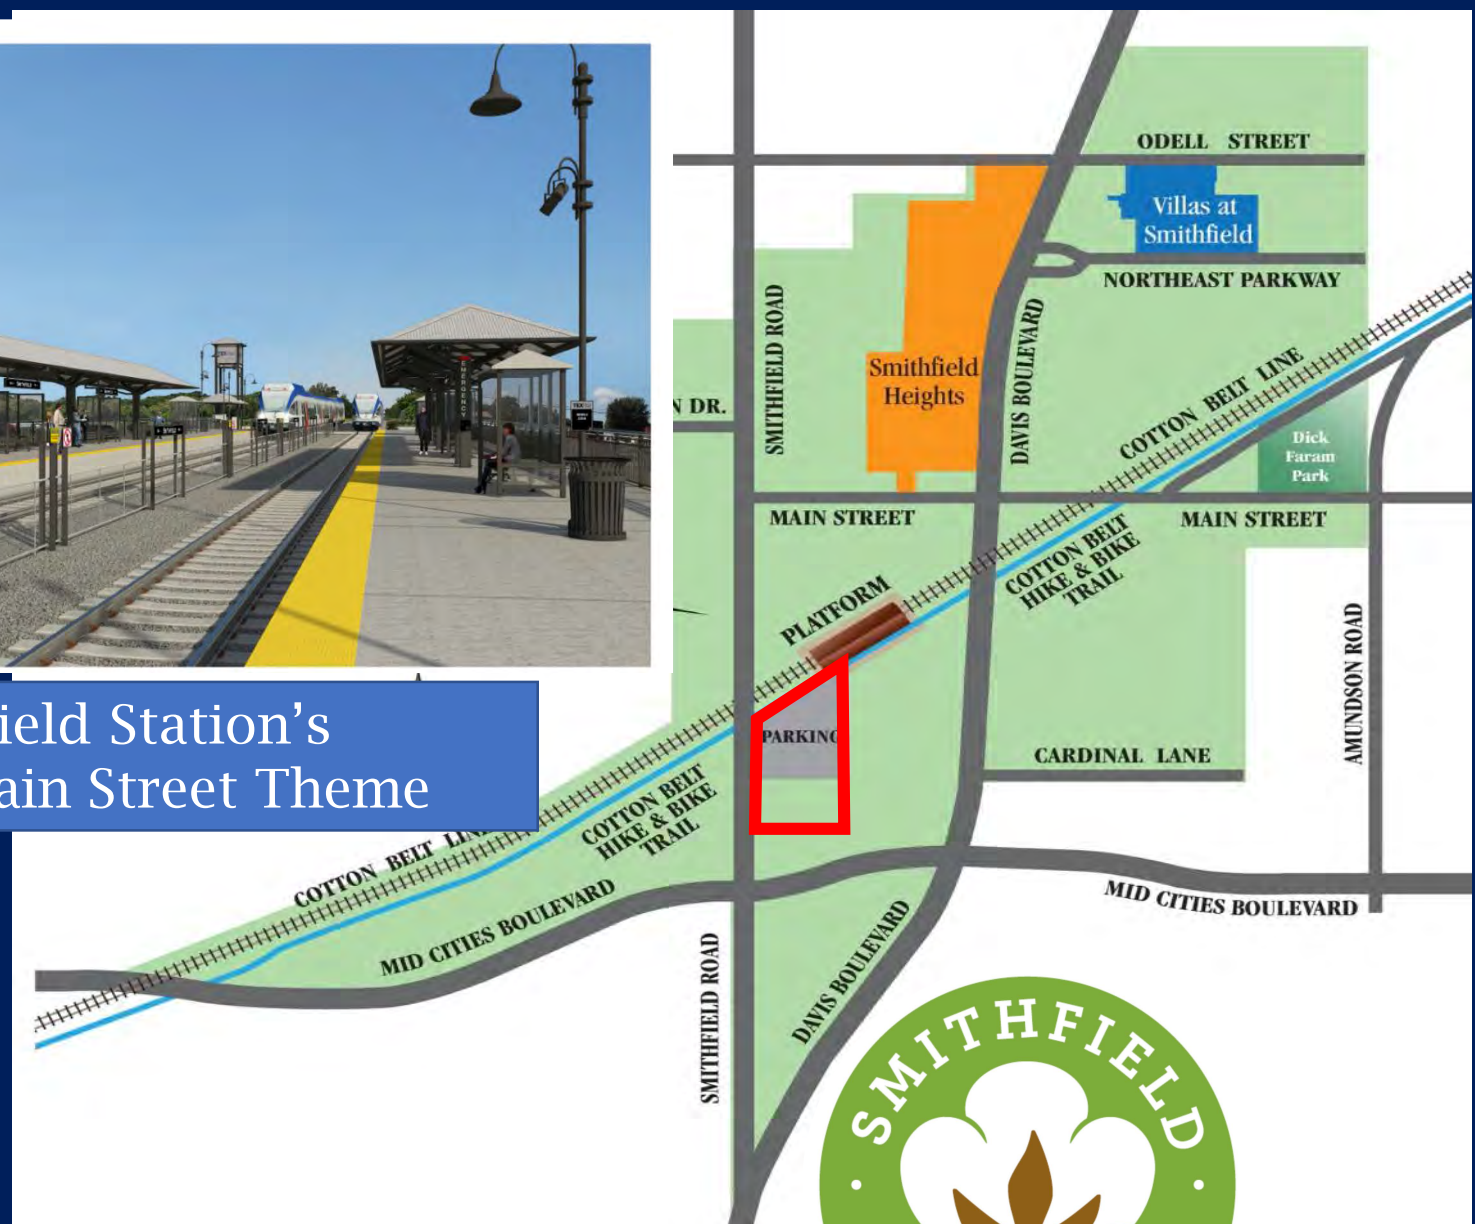 ODELL STREET
Villas at
Smithfield
NORTHEAST PARKWAY
SMITHFIELD ROAD
DAVIS BOULEVARD
Smithfield
Heights
COTTON BELT LINE
N DR.
Dick
Faram
Park
EMERGENCY
MAIN STREET
MAIN STREET
COTTON BELT
HIKE & BIKE
TRAIL
PLATFORM
AMUNDSON ROAD
ield Station's
ain Street Theme
PARKING
CARDINAL LANE
COTTON BELT
HIKE & BIKE
TRAIL
COTTON BELT LINE
MID CITIES BOULEVARD
MID CITIES BOULEVARD
SMITHFIELD ROAD
DAVIS BOULEVARD
SMITHFIELD